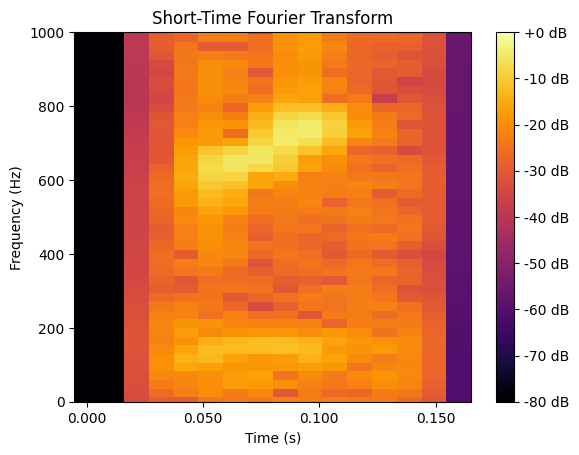 Short-Time Fourier Transform
1000
800
600
400
200
0
Frequency (Hz)
0.000
0.050
0.100
0.150
Time (s)
+0 dB
-10 dB
-20 dB
-30 dB
-40 dB
-50 dB
-60 dB
-70 dB
-80 dB